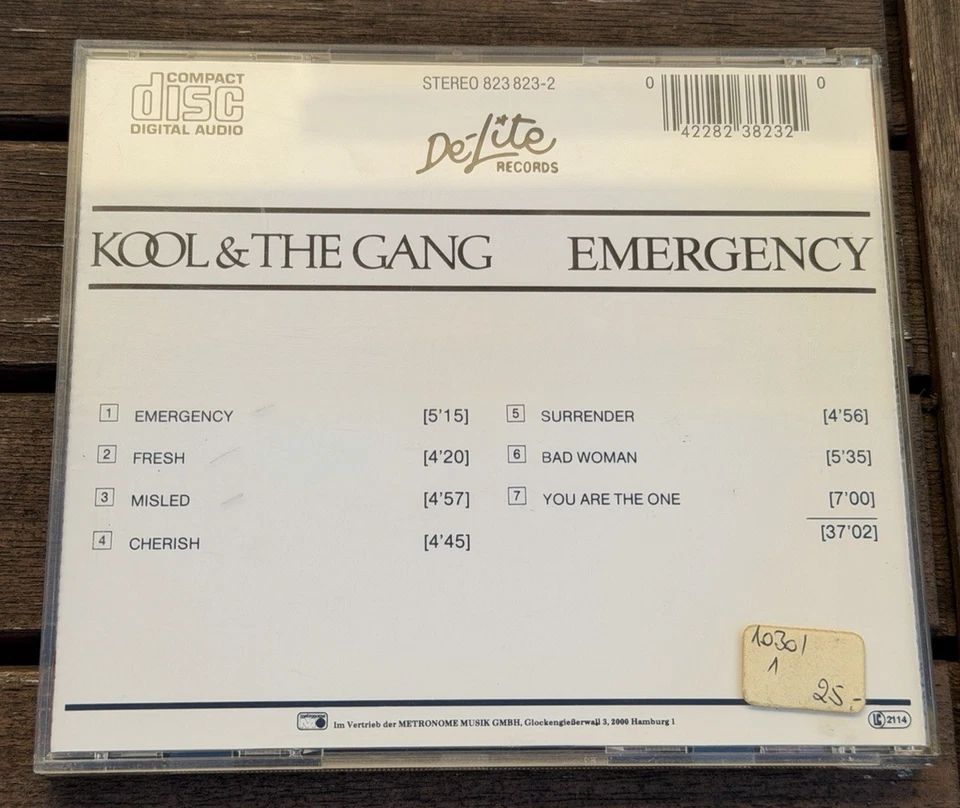 COMPACT
disc
DIGITAL AUDIO
STEREO 823 823-2
De-Lite
RECORDS
0 42282 38232 0
KOOL & THE GANG EMERGENCY
1 EMERGENCY [5'15]
2 FRESH [4'20]
3 MISLED [4'57]
4 CHERISH [4'45]
5 SURRENDER [4'56]
6 BAD WOMAN [5'35]
7 YOU ARE THE ONE [7'00]
[37'02]
10301
1
25.-
Im Vertrieb der METRONOME MUSIK GMBH, Glockengießerwall 3, 2000 Hamburg 1
LC 2114